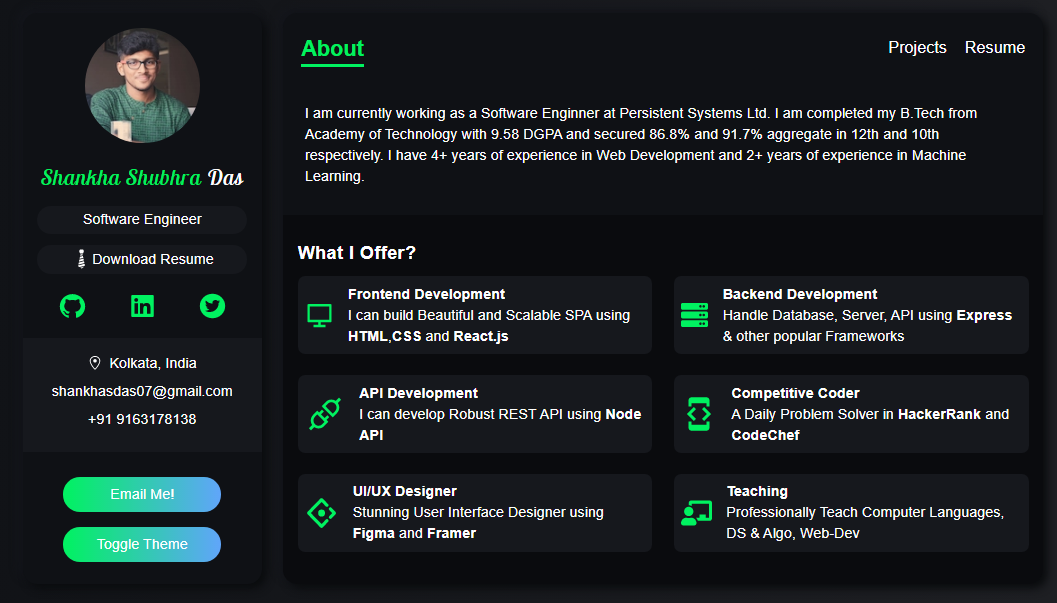 Shankha Shubhra Das
Software Engineer
Download Resume
Kolkata, India
shankhasdas07@gmail.com
+91 9163178138
Email Me!
Toggle Theme
About
Projects
Resume
I am currently working as a Software Enginner at Persistent Systems Ltd. I am completed my B.Tech from
Academy of Technology with 9.58 DGPA and secured 86.8% and 91.7% aggregate in 12th and 10th
respectively. I have 4+ years of experience in Web Development and 2+ years of experience in Machine
Learning.
What I Offer?
Frontend Development
I can build Beautiful and Scalable SPA using
HTML,CSS and React.js
Backend Development
Handle Database, Server, API using Express
& other popular Frameworks
API Development
I can develop Robust REST API using Node
API
Competitive Coder
A Daily Problem Solver in HackerRank and
CodeChef
UI/UX Designer
Stunning User Interface Designer using
Figma and Framer
Teaching
Professionally Teach Computer Languages,
DS & Algo, Web-Dev